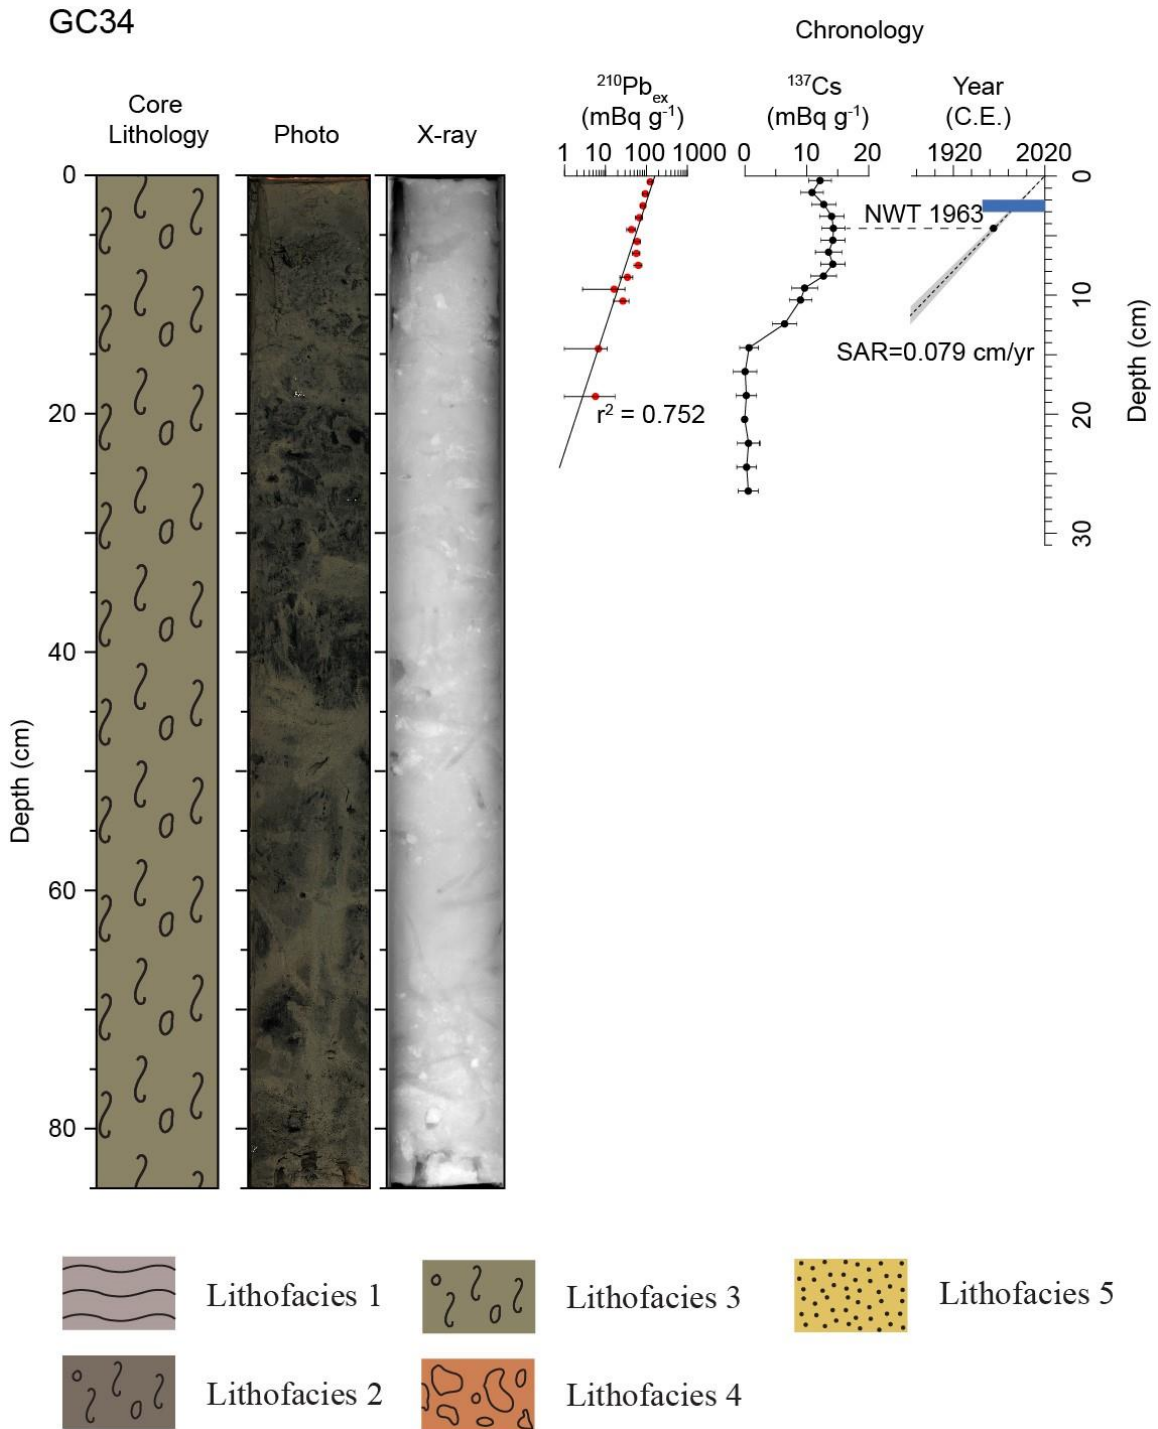 GC34
Chronology
Core
Lithology
Photo
X-ray
²¹⁰Pbₑₓ
(mBq g⁻¹)
¹³⁷Cs
(mBq g⁻¹)
Year
(C.E.)
1 10 100 1000
0 10 20
1920 2020
0
20
40
60
80
Depth (cm)
NWT 1963
SAR=0.079 cm/yr
r² = 0.752
0
10
20
30
Depth (cm)
Lithofacies 1
Lithofacies 3
Lithofacies 5
Lithofacies 2
Lithofacies 4